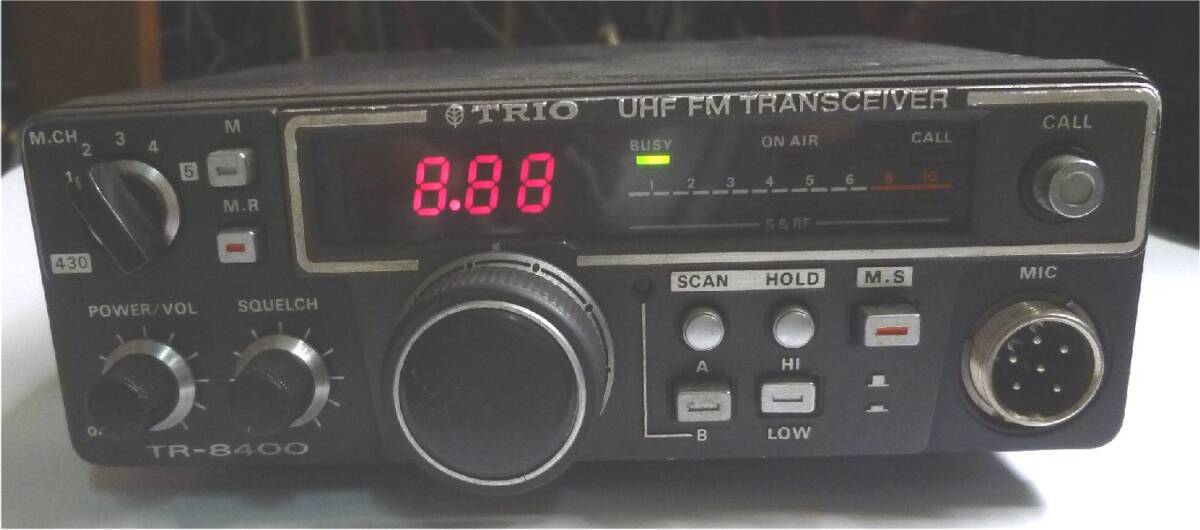 TRIO UHF FM TRANSCEIVER
M.CH
1 2 3 4
430
M
5
M.R
8.88
BUSY ON AIR CALL
1 2 3 4 5 6 8 10
S & RF
CALL
POWER/VOL SQUELCH
SCAN HOLD M.S
MIC
A HI
B LOW
TR-8400